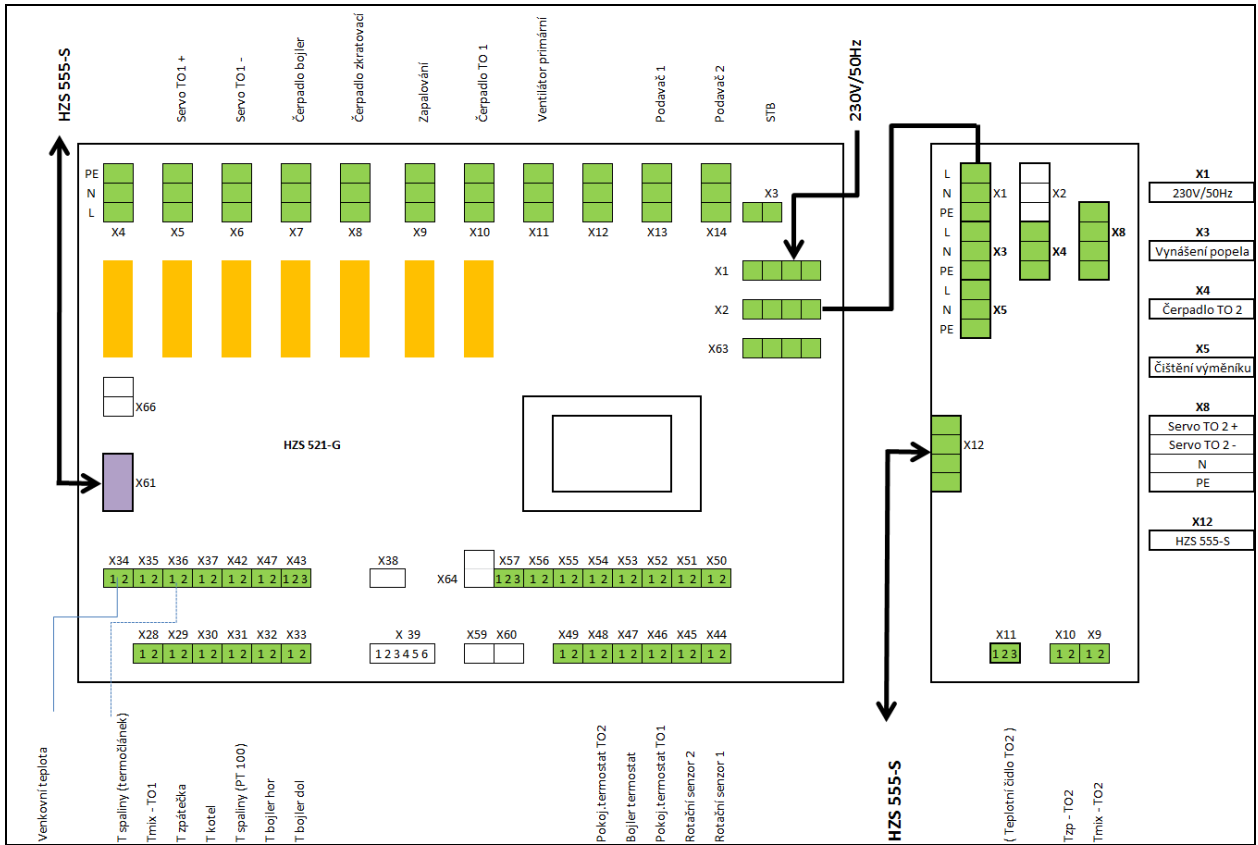 HZS 555-S
Servo TO1 +
Servo TO1 -
Čerpadlo bojler
Čerpadlo zkratovací
Zapalování
Čerpadlo TO 1
Ventilátor primární
Podavač 1
Podavač 2
STB
230V/50Hz
PE
N
L
X4
X5
X6
X7
X8
X9
X10
X11
X12
X13
X14
X3
X1
X2
X63
X66
X61
HZS 521-G
X34 X35 X36 X37 X42 X47 X43
1 2 1 2 1 2 1 2 1 2 1 2 1 2 3
X38
X64
X57 X56 X55 X54 X53 X52 X51 X50
1 2 3 1 2 1 2 1 2 1 2 1 2 1 2 1 2
X28 X29 X30 X31 X32 X33
1 2 1 2 1 2 1 2 1 2 1 2
X 39
1 2 3 4 5 6
X59 X60
X49 X48 X47 X46 X45 X44
1 2 1 2 1 2 1 2 1 2 1 2
Venkovní teplota
T spaliny (termočlánek)
Tmix - TO1
T zpátečka
T kotel
T spaliny (PT 100)
T bojler hor
T bojler dol
Pokoj.termostat TO2
Bojler termostat
Pokoj.termostat TO1
Rotační senzor 2
Rotační senzor 1
L
N
PE
L
N
PE
L
N
PE
X1
X2
X3
X4
X5
X8
X12
X11
1 2 3
X10 X9
1 2 1 2
HZS 555-S
( Teplotní čidlo TO2 )
Tzp - TO2
Tmix - TO2
X1
230V/50Hz
X3
Vynášení popela
X4
Čerpadlo TO 2
X5
Čištění výměníku
X8
Servo TO 2 +
Servo TO 2 -
N
PE
X12
HZS 555-S